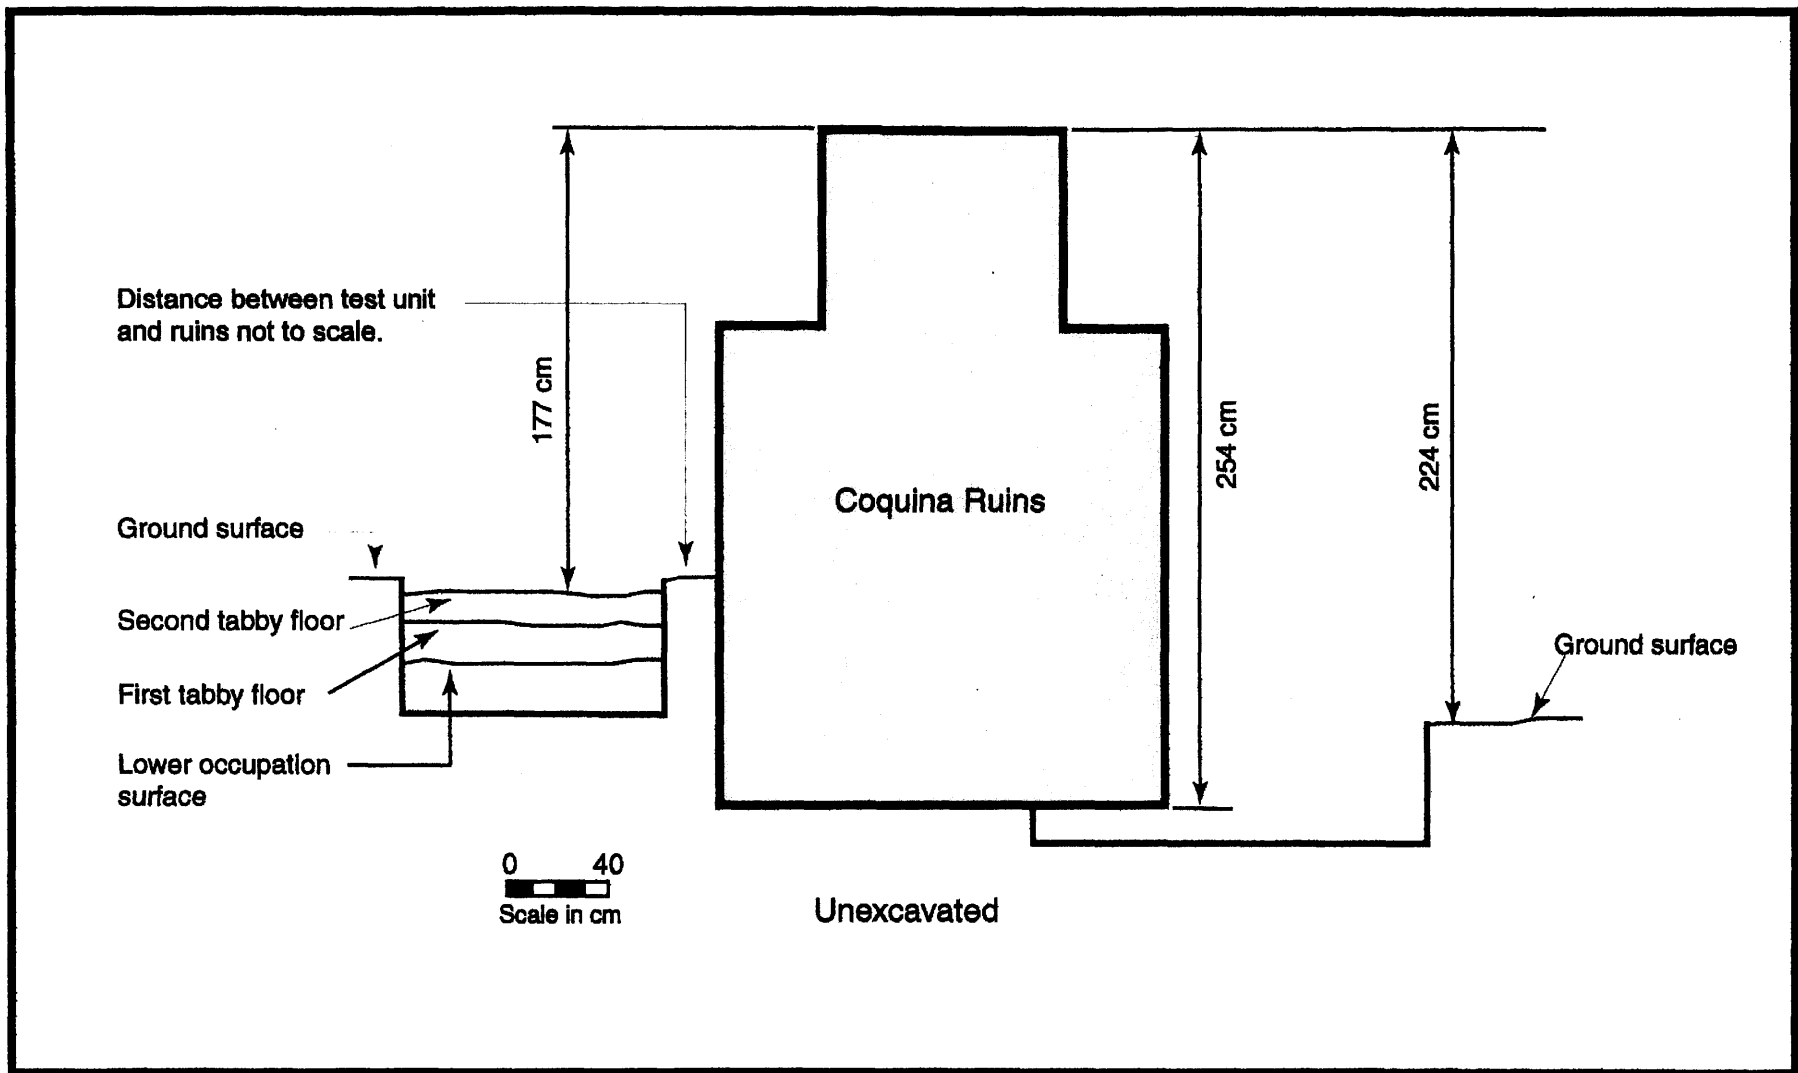 Distance between test unit
and ruins not to scale.
177 cm
254 cm
224 cm
Coquina Ruins
Ground surface
Second tabby floor
First tabby floor
Lower occupation
surface
Ground surface
0 40
Scale in cm
Unexcavated